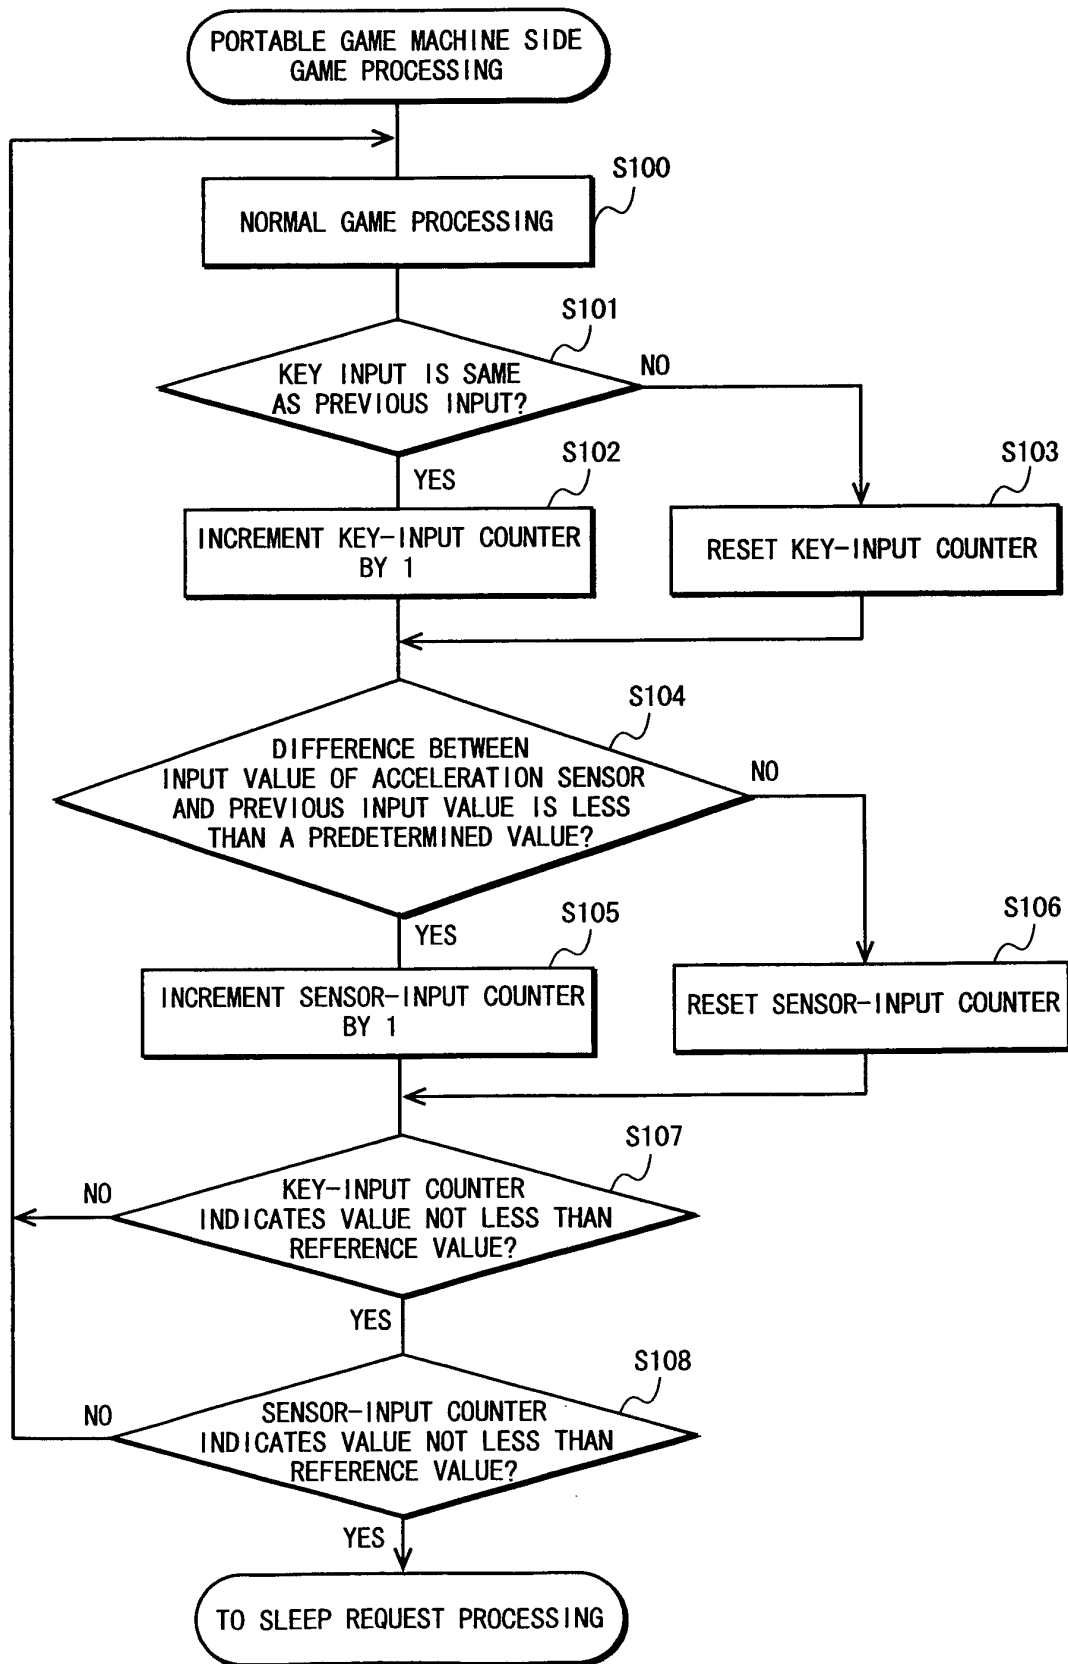 PORTABLE GAME MACHINE SIDE
GAME PROCESSING
S100
NORMAL GAME PROCESSING
S101
KEY INPUT IS SAME
AS PREVIOUS INPUT?
NO
YES
S102
INCREMENT KEY-INPUT COUNTER
BY 1
S103
RESET KEY-INPUT COUNTER
S104
DIFFERENCE BETWEEN
INPUT VALUE OF ACCELERATION SENSOR
AND PREVIOUS INPUT VALUE IS LESS
THAN A PREDETERMINED VALUE?
NO
YES
S105
INCREMENT SENSOR-INPUT COUNTER
BY 1
S106
RESET SENSOR-INPUT COUNTER
S107
KEY-INPUT COUNTER
INDICATES VALUE NOT LESS THAN
REFERENCE VALUE?
NO
YES
S108
SENSOR-INPUT COUNTER
INDICATES VALUE NOT LESS THAN
REFERENCE VALUE?
NO
YES
TO SLEEP REQUEST PROCESSING